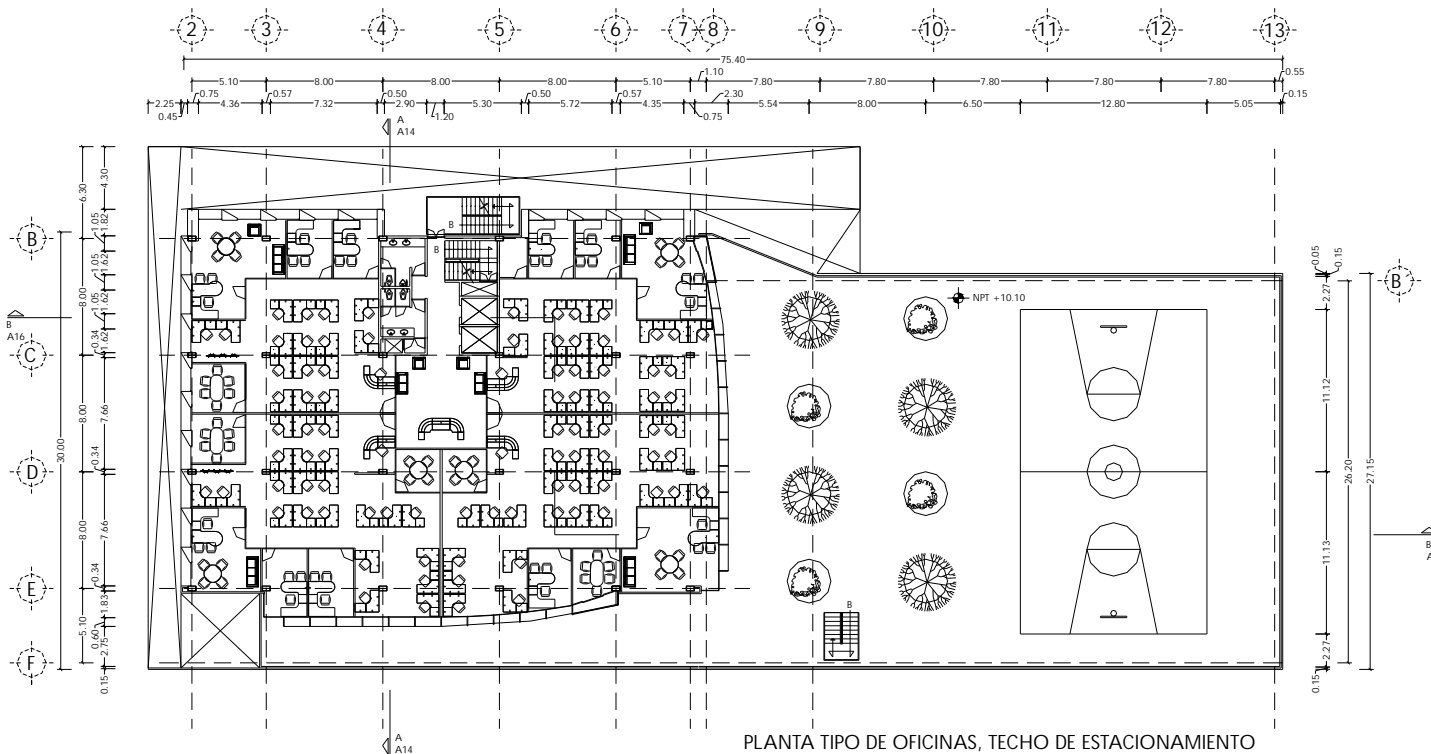 2 3 4 5 6 7 8 9 10 11 12 13
75.40
5.10 8.00 8.00 8.00 5.10 1.10 7.80 7.80 7.80 7.80 7.80 0.55
2.25 0.45 0.75 4.36 0.57 7.32 0.50 2.90 1.20 5.30 0.50 5.72 0.57 4.35 0.75 2.30 5.54 8.00 6.50 12.80 5.05 0.15
A
A14
B
A16
B
C
D
E
F
30.00
6.30 8.00 8.00 8.00 5.10
4.30 1.82 1.05 1.62 1.05 1.62 1.05 1.62 0.34 7.66 0.34 7.66 0.34 1.83 0.60 2.75 0.15
B
B
NPT +10.10
B
0.05 0.15
2.27 11.12 11.13 2.27 0.15
26.20
27.15
B'
B
A
A
A14
PLANTA TIPO DE OFICINAS, TECHO DE ESTACIONAMIENTO